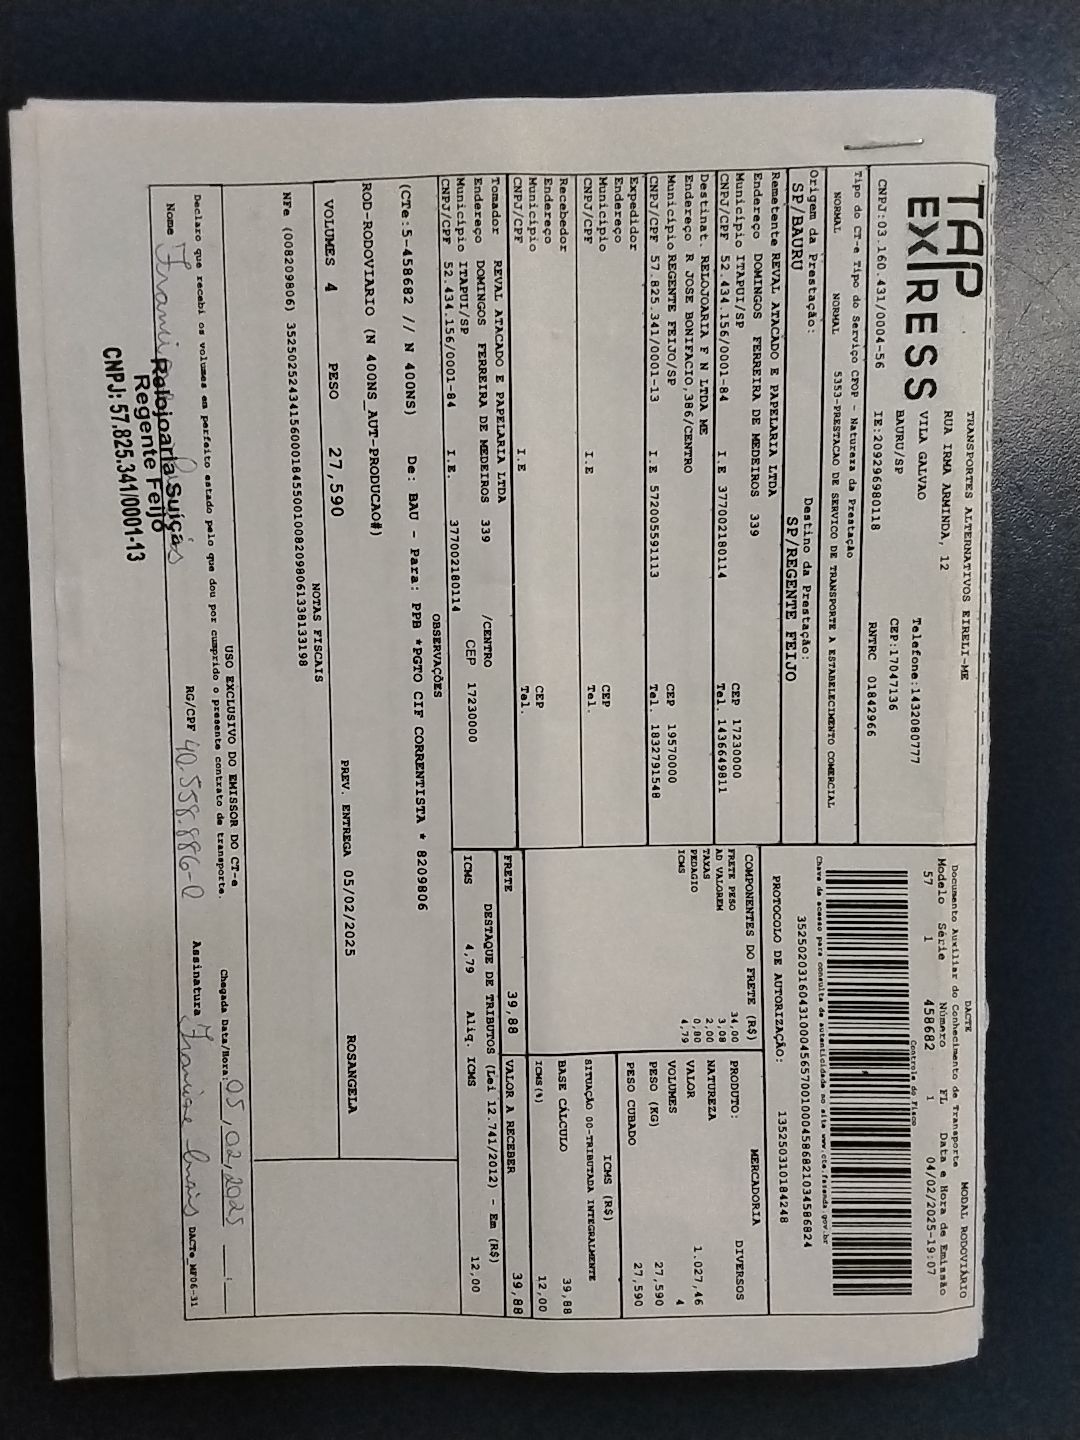 TAP
EXPRESS
TRANSPORTES ALTERNATIVOS EIRELI-ME
RUA IRMA ARMINDA, 12
VILA GALVAO Telefone:1432080777
BAURU/SP CEP:17047136
CNPJ:03.160.431/0004-56 IE:209296980118 RNTRC 01842966
Tipo do CT-e Tipo do Serviço CFOP - Natureza da Prestação
NORMAL NORMAL 5353-PRESTACAO DE SERVICO DE TRANSPORTE A ESTABELECIMENTO COMERCIAL
Origem da Prestação: Destino da Prestação:
SP/BAURU SP/REGENTE FEIJO
Remetente REVAL ATACADO E PAPELARIA LTDA
Endereço DOMINGOS FERREIRA DE MEDEIROS 339
Município ITAPUI/SP CEP 17230000
CNPJ/CPF 52.434.156/0001-84 I.E 377002180114 Tel. 1436649811
Destinat. RELOJOARIA F N LTDA ME
Endereço R JOSE BONIFACIO,386/CENTRO
Município REGENTE FEIJO/SP CEP 19570000
CNPJ/CPF 57.825.341/0001-13 I.E 572005591113 Tel. 1832791548
Expedidor
Endereço
Município CEP
CNPJ/CPF I.E Tel.
Recebedor
Endereço
Município CEP
CNPJ/CPF I.E Tel.
Tomador REVAL ATACADO E PAPELARIA LTDA
Endereço DOMINGOS FERREIRA DE MEDEIROS 339 /CENTRO
Município ITAPUI/SP CEP 17230000
CNPJ/CPF 52.434.156/0001-84 I.E. 377002180114
DACTE MODAL RODOVIÁRIO
Documento Auxiliar do Conhecimento de Transporte
Modelo Série Número FL Data e Hora de Emissão
57 1 458682 1 04/02/2025-19:07
Controle do Fisco
Chave de acesso para consulta de autenticidade no site www.cte.fazenda.gov.br
PROTOCOLO DE AUTORIZAÇÃO: 135250310184248
COMPONENTES DO FRETE (R$)
FRETE PESO 34,00
AD VALOREM 3,08
TAXAS 2,00
PEDAGIO 0,80
ICMS 4,79
MERCADORIA
PRODUTO: DIVERSOS
NATUREZA
VALOR 1.027,46
VOLUMES 4
PESO (KG) 27,590
PESO CUBADO 27,590
ICMS (R$)
SITUAÇÃO 00-TRIBUTADA INTEGRALMENTE
BASE CÁLCULO 39,88
ICMS(%) 12,00
FRETE 39,88 VALOR A RECEBER 39,88
DESTAQUE DE TRIBUTOS (Lei 12.741/2012) - Em (R$)
ICMS 4,79 Aliq. ICMS 12,00
OBSERVAÇÕES
(CTe:5-458682 // N 400NS) De: BAU - Para: PPB *PGTO CIF CORRENTISTA * 8209806
ROD-RODOVIARIO (N 400NS_AUT-PRODUCAO#)
VOLUMES 4 PESO 27,590 PREV. ENTREGA 05/02/2025 ROSANGELA
NOTAS FISCAIS
USO EXCLUSIVO DO EMISSOR DO CT-e
Declaro que recebi os volumes em perfeito estado pelo que dou por cumprido o presente contrato de transporte.
Chegada Data/Hora 05/02/2025
Nome RG/CPF Assinatura DACTe_MF06-31
Relojoaria Suíça
Regente Feijó
CNPJ: 57.825.341/0001-13